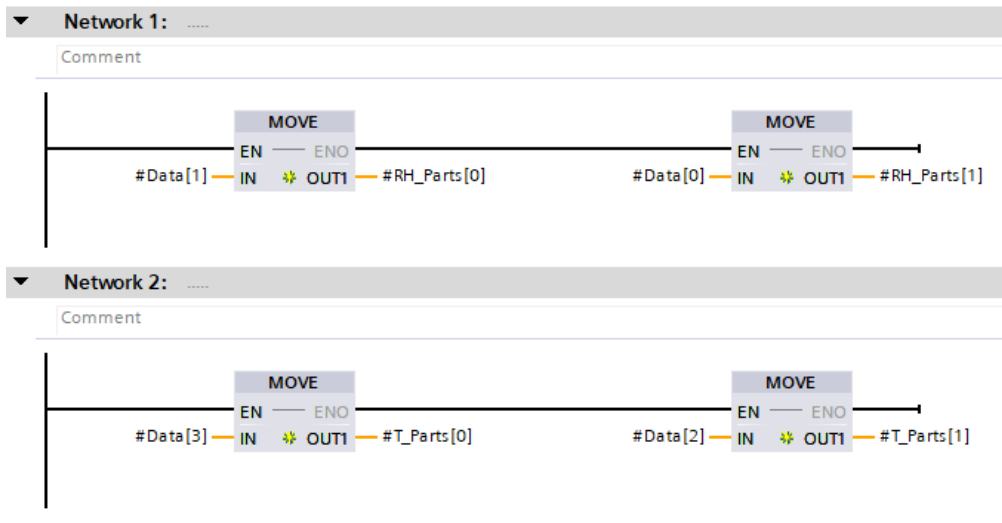 Network 1: .....
Comment
MOVE MOVE
EN ENO EN ENO
#Data[1] IN OUT1 #RH_Parts[0] #Data[0] IN OUT1 #RH_Parts[1]
Network 2: .....
Comment
MOVE MOVE
EN ENO EN ENO
#Data[3] IN OUT1 #T_Parts[0] #Data[2] IN OUT1 #T_Parts[1]